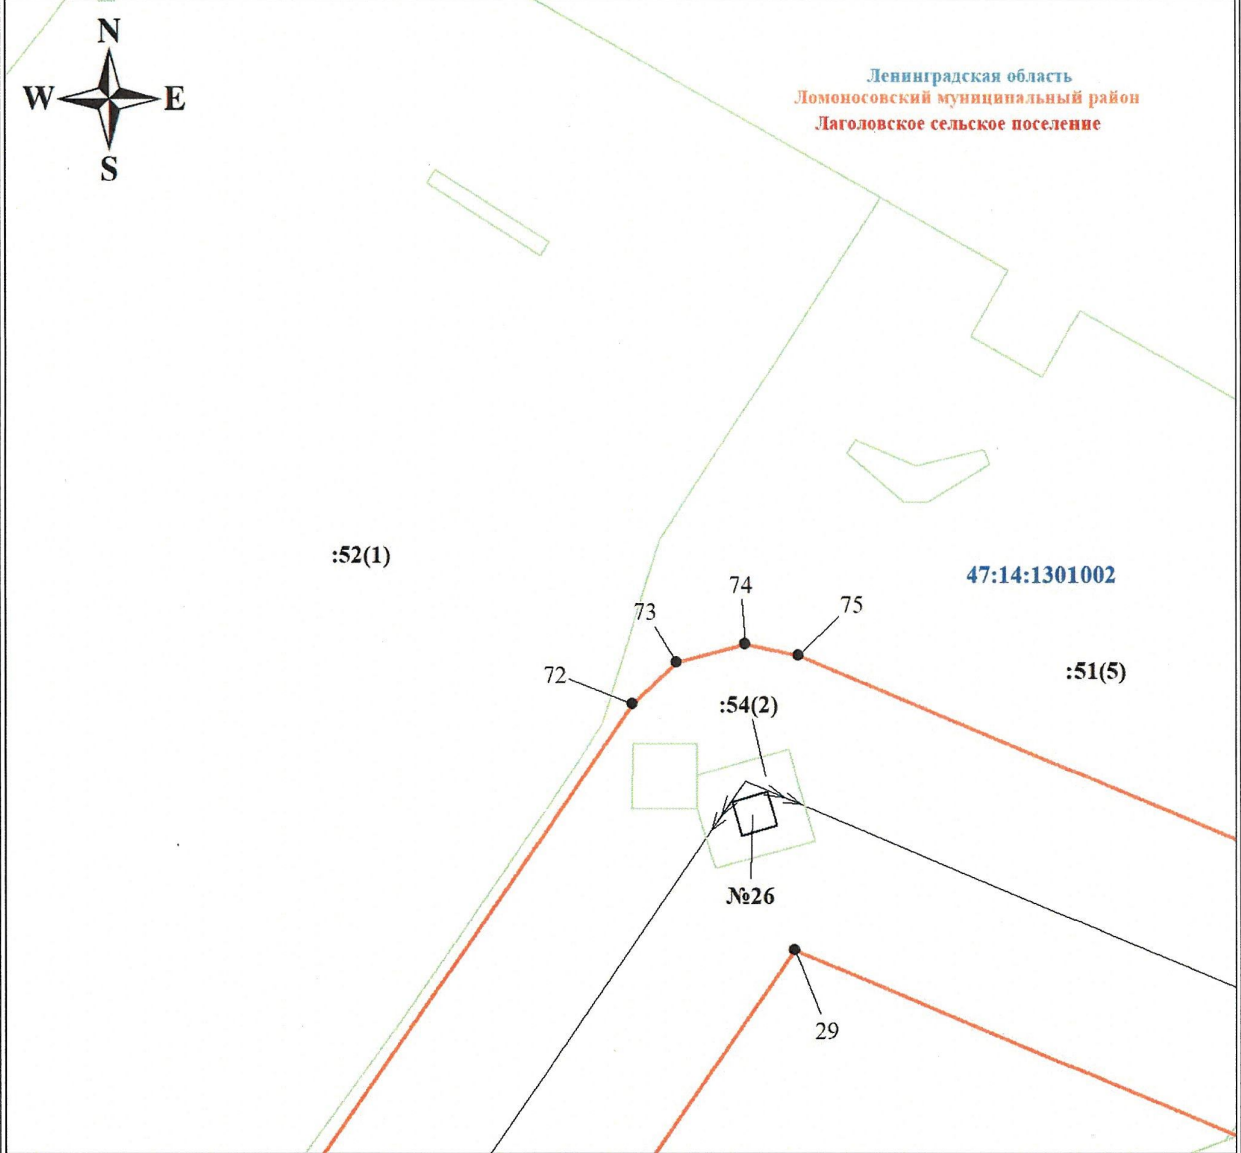 N
W E
S
Ленинградская область
Ломоносовский муниципальный район
Лаголовское сельское поселение
:52(1)
47:14:1301002
74
73
75
72
:51(5)
:54(2)
№26
29